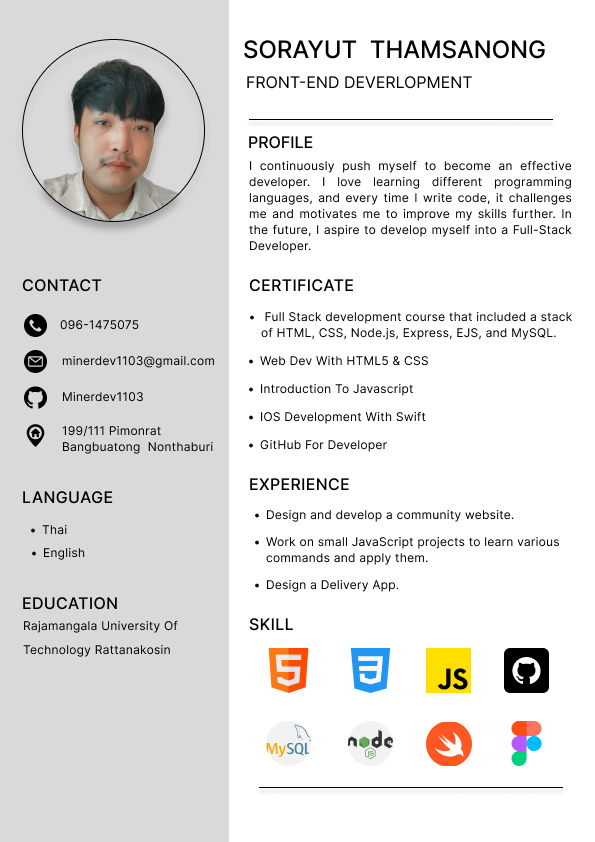 SORAYUT THAMSANONG
FRONT-END DEVERLOPMENT
PROFILE
I continuously push myself to become an effective
developer. I love learning different programming
languages, and every time I write code, it challenges
me and motivates me to improve my skills further. In
the future, I aspire to develop myself into a Full-Stack
Developer.
CONTACT
096-1475075
minerdev1103@gmail.com
Minerdev1103
199/111 Pimonrat
Bangbuatong Nonthaburi
LANGUAGE
• Thai
• English
EDUCATION
Rajamangala University Of
Technology Rattanakosin
CERTIFICATE
• Full Stack development course that included a stack
of HTML, CSS, Node.js, Express, EJS, and MySQL.
• Web Dev With HTML5 & CSS
• Introduction To Javascript
• IOS Development With Swift
• GitHub For Developer
EXPERIENCE
• Design and develop a community website.
• Work on small JavaScript projects to learn various
commands and apply them.
• Design a Delivery App.
SKILL
5
3
JS
MySQL
node
JS